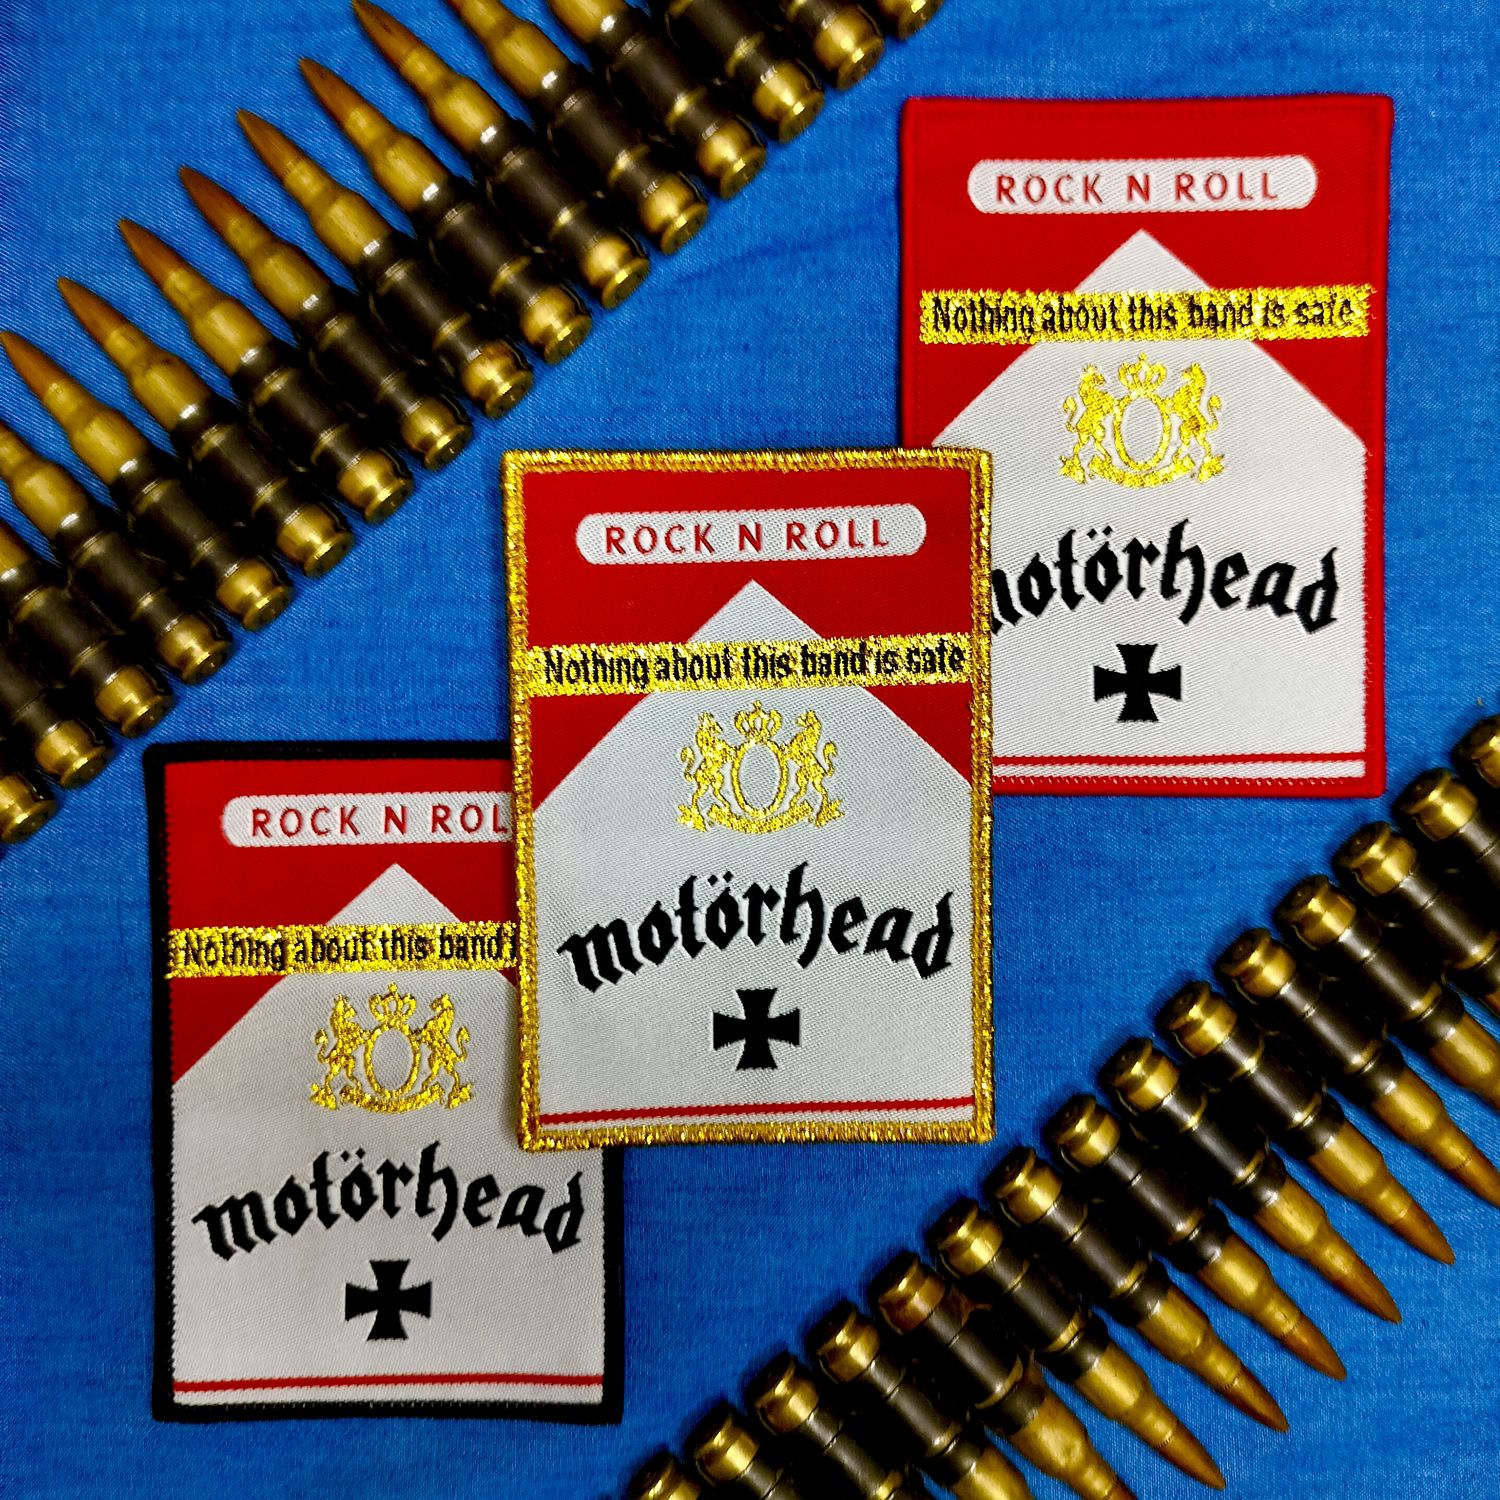 ROCK N ROLL
Nothing about this band is safe
motörhead
ROCK N ROLL
Nothing about this band is safe
motörhead
ROCK N ROL
Nothing about this band
motörhead